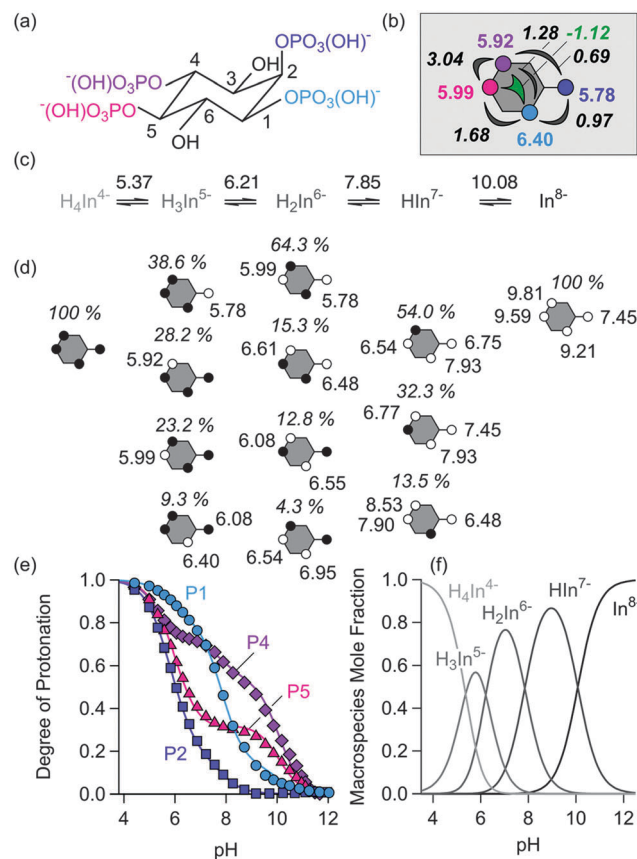 (a)
OPO₃(OH)⁻
4
OH
⁻(OH)O₃PO
3
2
⁻(OH)O₃PO
OPO₃(OH)⁻
5
6
1
OH
(b)
1.28
-1.12
5.92
0.69
3.04
5.99
5.78
0.97
1.68
6.40
(c)
5.37
6.21
7.85
10.08
H₄In⁴⁻ ⇌ H₃In⁵⁻ ⇌ H₂In⁶⁻ ⇌ HIn⁷⁻ ⇌ In⁸⁻
(d)
100 %
38.6 %
5.78
28.2 %
5.92
23.2 %
5.99
9.3 %
6.08
6.40
64.3 %
5.99
5.78
15.3 %
6.61
6.48
12.8 %
6.08
6.55
4.3 %
6.54
6.95
54.0 %
6.54
6.75
7.93
32.3 %
6.77
7.45
7.93
13.5 %
8.53
7.90
6.48
100 %
9.81
9.59
7.45
9.21
(e)
Degree of Protonation
1.0
0.8
0.6
0.4
0.2
0.0
P1
P4
P5
P2
4 6 8 10 12
pH
(f)
Macrospecies Mole Fraction
1.0
0.8
0.6
0.4
0.2
0.0
H₄In⁴⁻
H₃In⁵⁻
H₂In⁶⁻
HIn⁷⁻
In⁸⁻
4 6 8 10 12
pH